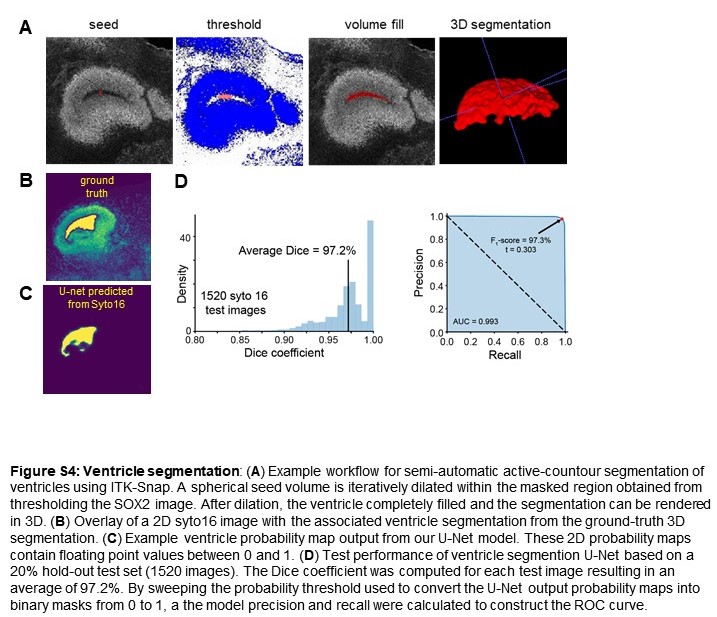 A
seed
threshold
volume fill
3D segmentation
B
ground
truth
D
40
Density
0
Average Dice = 97.2%
1520 syto 16
test images
0.80
0.85
0.90
0.95
1.00
Dice coefficient
1.0
0.8
0.6
0.4
0.2
0.0
Precision
F₁-score = 97.3%
t = 0.303
AUC = 0.993
0.0
0.2
0.4
0.6
0.8
1.0
Recall
C
U-net predicted
from Syto16
Figure S4: Ventricle segmentation: (A) Example workflow for semi-automatic active-countour segmentation of
ventricles using ITK-Snap. A spherical seed volume is iteratively dilated within the masked region obtained from
thresholding the SOX2 image. After dilation, the ventricle completely filled and the segmentation can be rendered
in 3D. (B) Overlay of a 2D syto16 image with the associated ventricle segmentation from the ground-truth 3D
segmentation. (C) Example ventricle probability map output from our U-Net model. These 2D probability maps
contain floating point values between 0 and 1. (D) Test performance of ventricle segmention U-Net based on a
20% hold-out test set (1520 images). The Dice coefficient was computed for each test image resulting in an
average of 97.2%. By sweeping the probability threshold used to convert the U-Net output probability maps into
binary masks from 0 to 1, a the model precision and recall were calculated to construct the ROC curve.